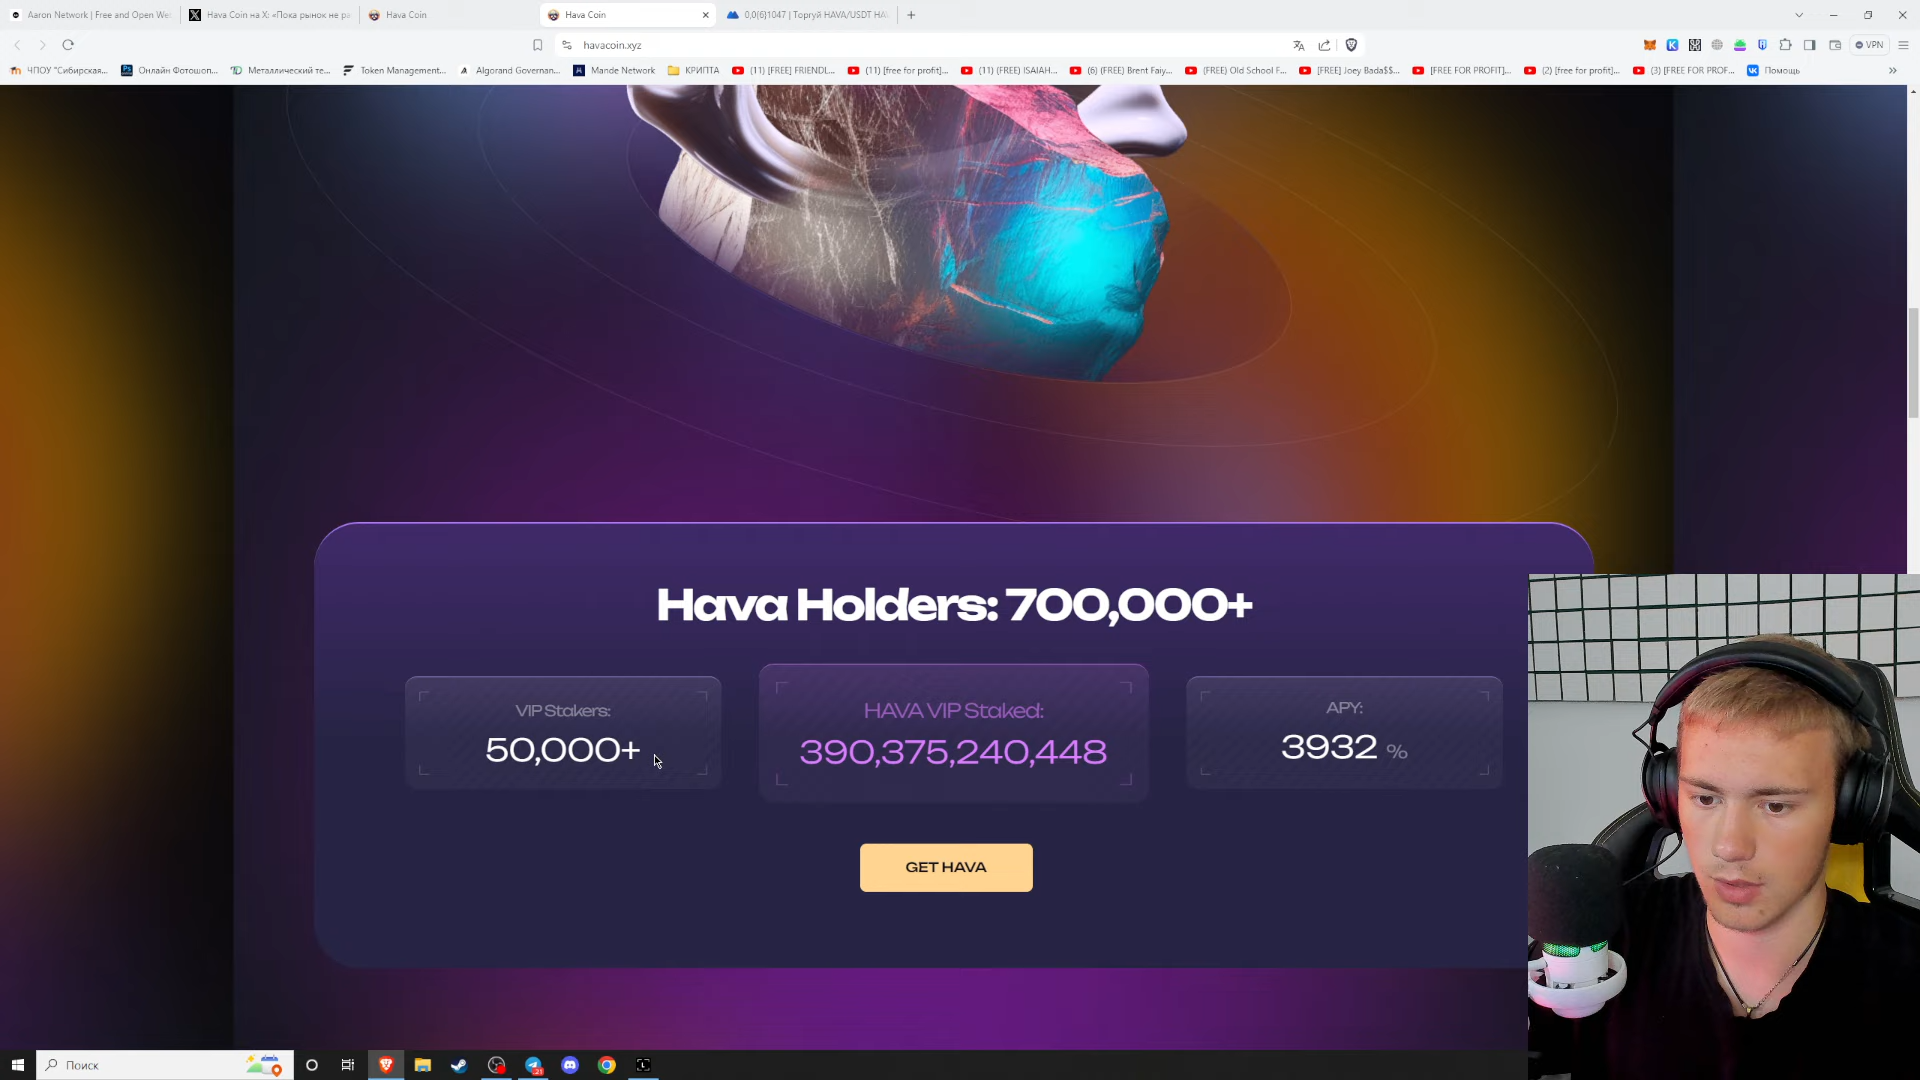 Aaron Network | Free and Open Web
Hava Coin на X: «Пока рынок не ра
Hava Coin
Hava Coin
0,0{6}1047 | Торгуй HAVA/USDT HAV
havacoin.xyz
VPN
ЧПОУ "Сибирская...
Онлайн Фотошоп...
Металлический те...
Token Management...
Algorand Governan...
Mande Network
КРИПТА
(11) [FREE] FRIENDL...
(11) [free for profit]...
(11) (FREE) ISAIAH...
(6) (FREE) Brent Faiy...
(FREE) Old School F...
[FREE] Joey Bada$$...
[FREE FOR PROFIT]...
(2) [free for profit]...
(3) [FREE FOR PROF...
Помощь
Hava Holders: 700,000+
VIP Stakers:
50,000+
HAVA VIP Staked:
390,375,240,448
APY:
3932 %
GET HAVA
Поиск